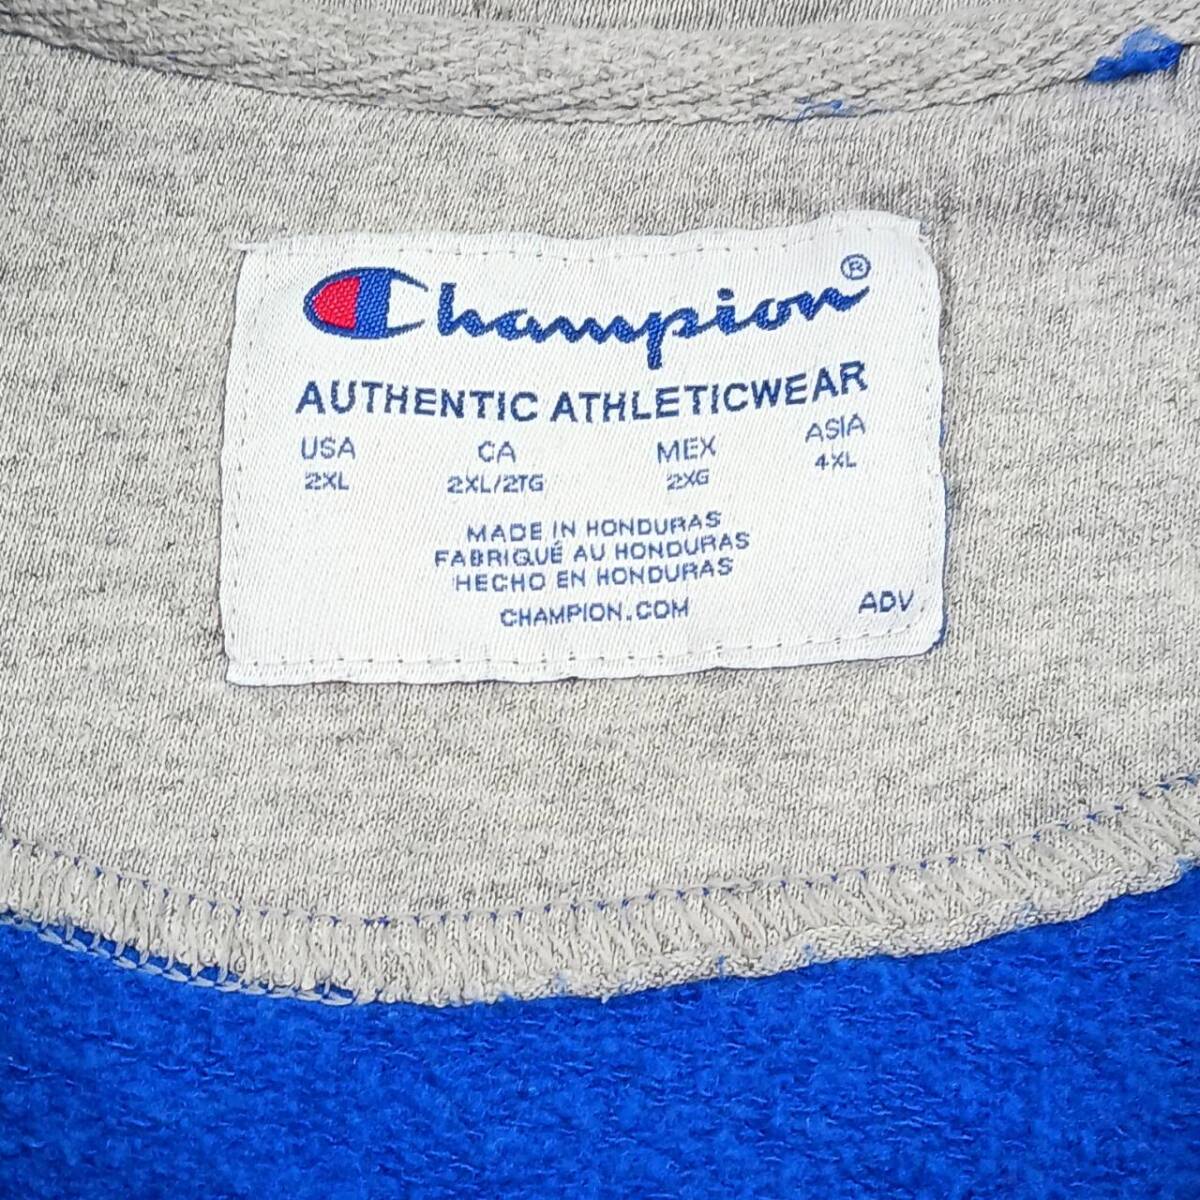 Champion®
AUTHENTIC ATHLETICWEAR
USA CA MEX ASIA
2XL 2XL/2TG 2XG 4XL
MADE IN HONDURAS
FABRIQUÉ AU HONDURAS
HECHO EN HONDURAS
CHAMPION.COM ADV